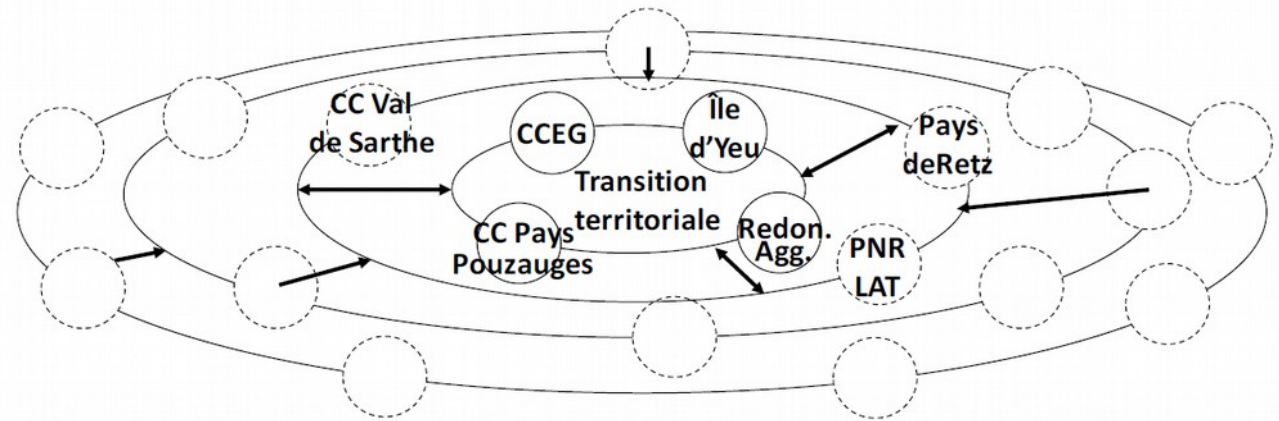 CC Val
de Sarthe
CCEG
Île
d'Yeu
Pays
deRetz
Transition
territoriale
CC Pays
Pouzauges
Redon.
Agg.
PNR
LAT